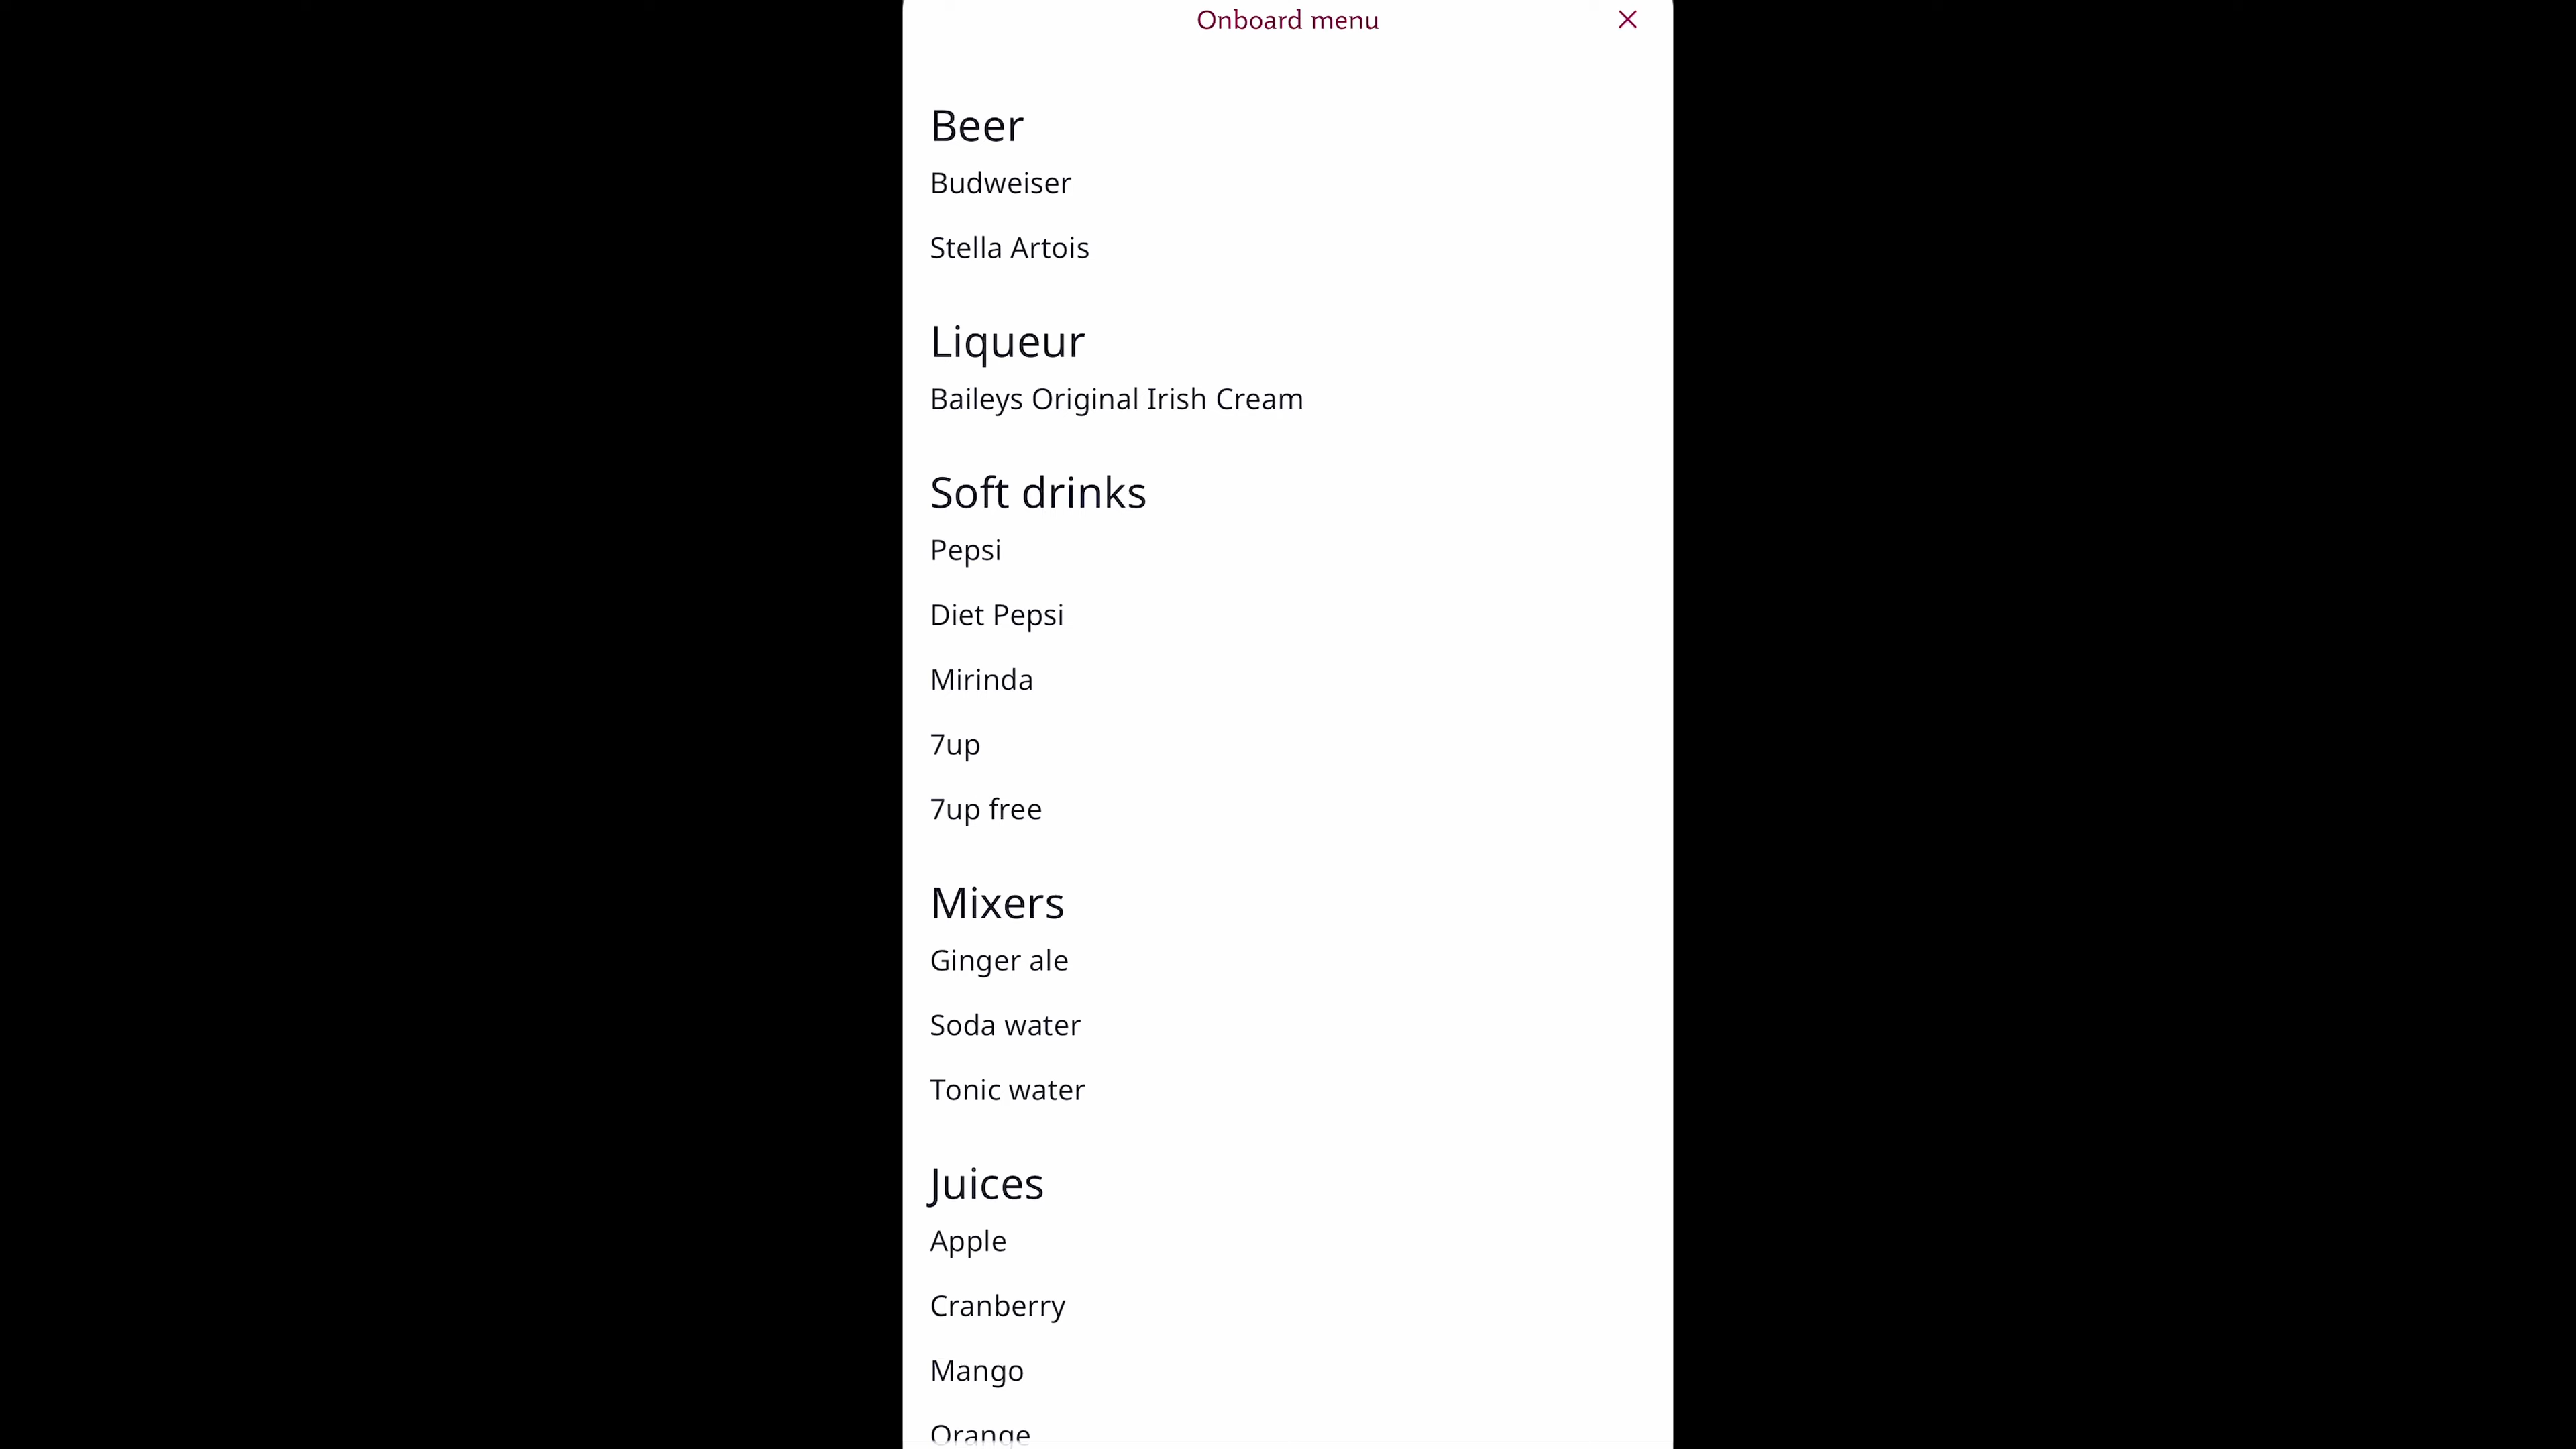 Onboard menu
Beer
Budweiser
Stella Artois
Liqueur
Baileys Original Irish Cream
Soft drinks
Pepsi
Diet Pepsi
Mirinda
7up
7up free
Mixers
Ginger ale
Soda water
Tonic water
Juices
Apple
Cranberry
Mango
Orange